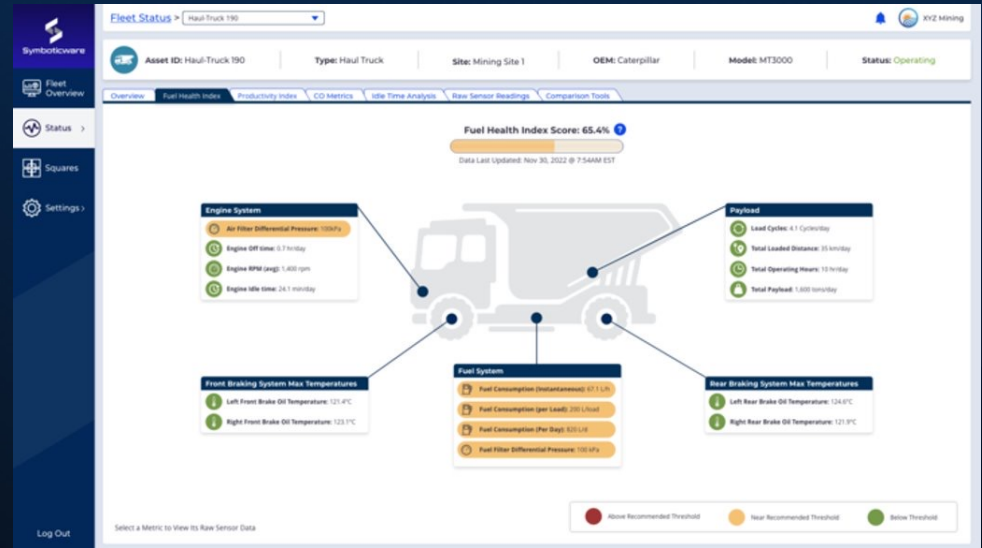 Symboticware
Fleet Overview
Status >
Squares
Settings >
Log Out
Fleet Status > Haul-Truck 190
XYZ Mining
Asset ID: Haul-Truck 190 Type: Haul Truck Site: Mining Site 1 OEM: Caterpillar Model: MT3000 Status: Operating
Overview Fuel Health Index Productivity Index CO Metrics Idle Time Analysis Raw Sensor Readings Comparison Tools
Fuel Health Index Score: 65.4% ?
Data Last Updated: Nov 30, 2022 @ 7:54AM EST
Engine System
Air Filter Differential Pressure: 100kPa
Engine Off time: 0.7 hr/day
Engine RPM (avg): 1,400 rpm
Engine Idle time: 24.1 min/day
Payload
Load Cycles: 4.1 Cycles/day
Total Loaded Distance: 35 km/day
Total Operating Hours: 10 hr/day
Total Payload: 1,600 tons/day
Front Braking System Max Temperatures
Left Front Brake Oil Temperature: 121.4°C
Right Front Brake Oil Temperature: 123.1°C
Fuel System
Fuel Consumption (Instantaneous): 67.1 L/h
Fuel Consumption (per Load): 200 L/load
Fuel Consumption (Per Day): 820 L/d
Fuel Filter Differential Pressure: 100 kPa
Rear Braking System Max Temperatures
Left Rear Brake Oil Temperature: 124.6°C
Right Rear Brake Oil Temperature: 121.9°C
Select a Metric to View Its Raw Sensor Data
Above Recommended Threshold Near Recommended Threshold Below Threshold